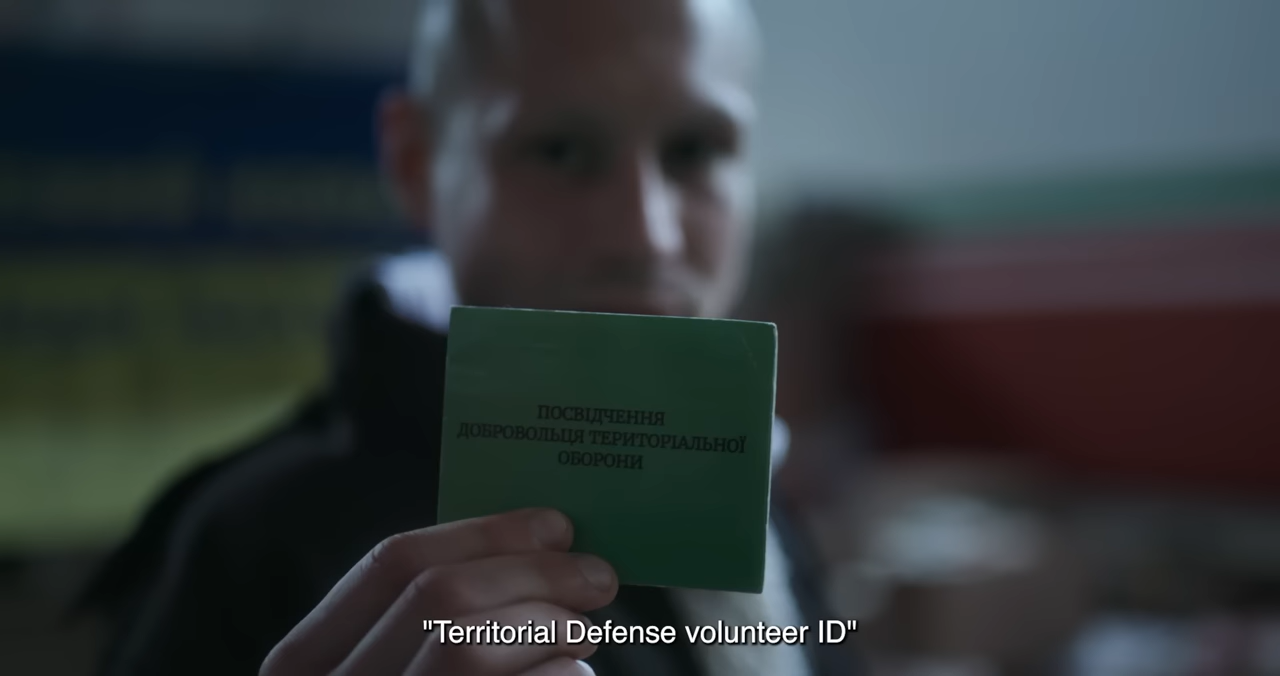 ПОСВІДЧЕННЯ
ДОБРОВОЛЬЦЯ ТЕРИТОРІАЛЬНОЇ
ОБОРОНИ
"Territorial Defense volunteer ID"